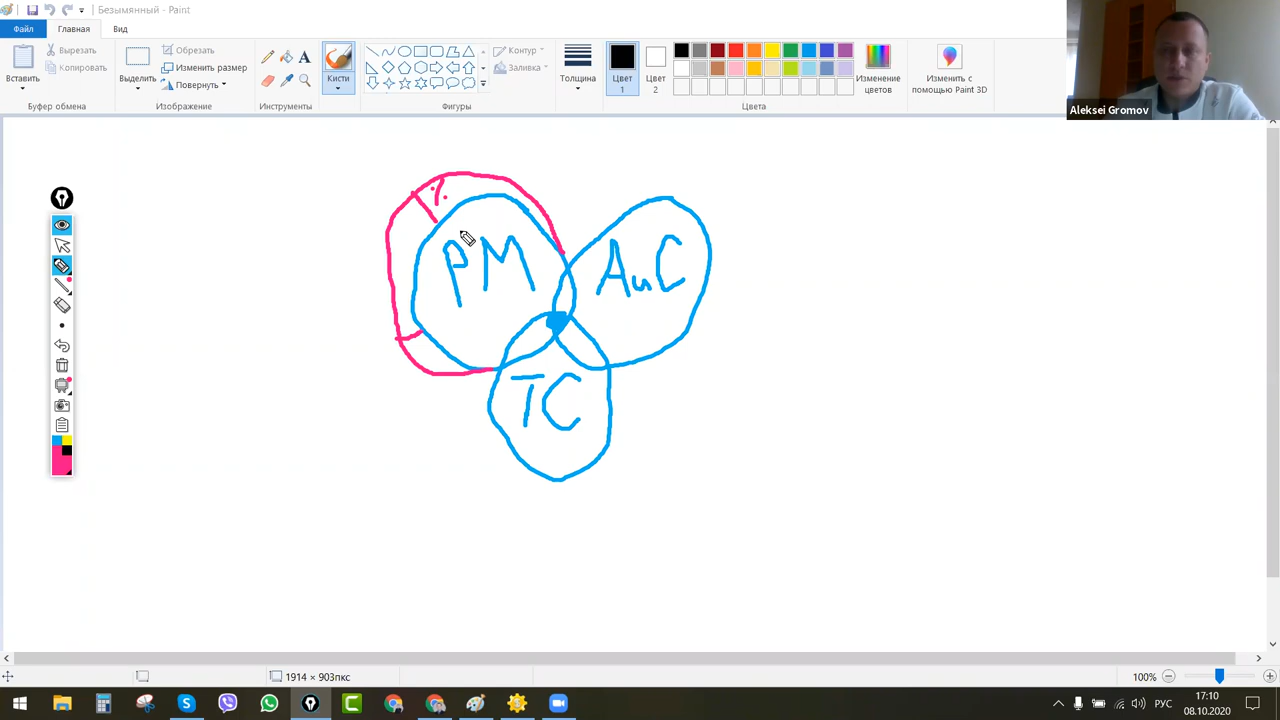 Безымянный - Paint
Файл
Главная
Вид
Вставить
Вырезать
Копировать
Буфер обмена
Выделить
Обрезать
Изменить размер
Повернуть
Изображение
A
Инструменты
Кисти
Контур
Заливка
Фигуры
Толщина
Цвет 1
Цвет 2
Изменение цветов
Цвета
Изменить с помощью Paint 3D
Aleksei Gromov
%
PM
АиС
ТС
1914 × 903пкс
100%
РУС
17:10
08.10.2020